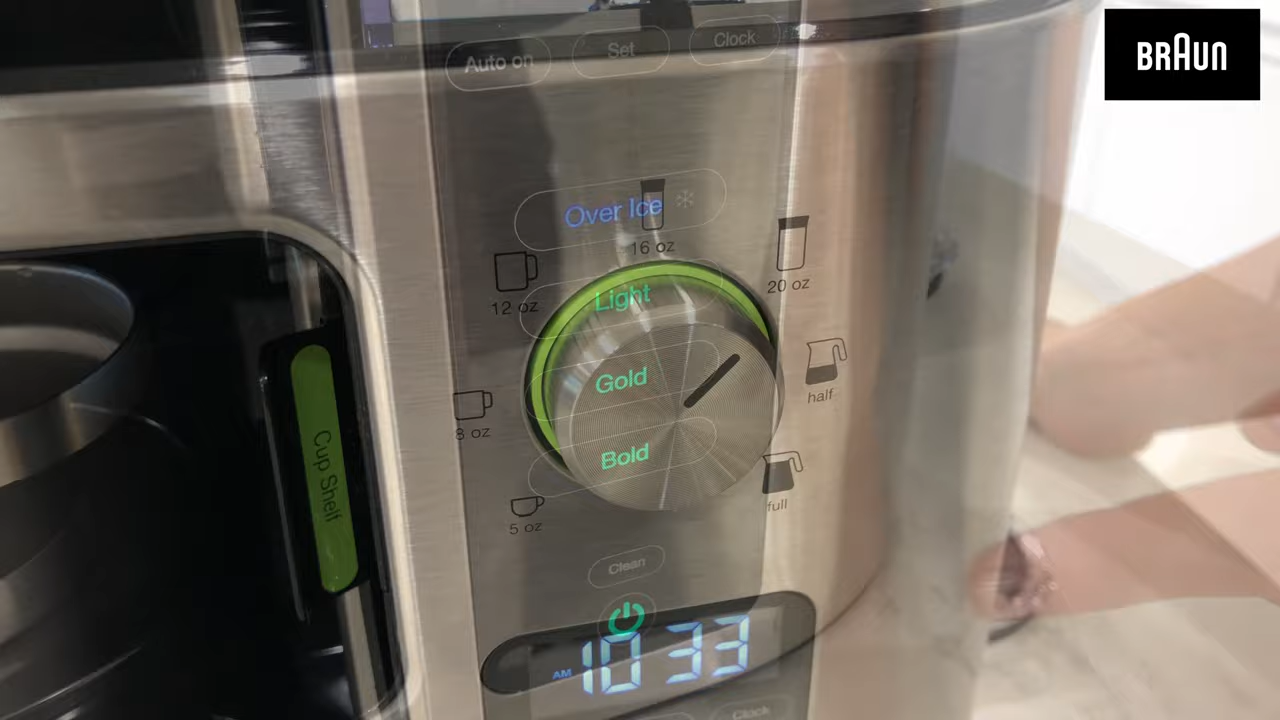 BRAUN
Auto on
Set
Clock
Over Ice
16 oz
12 oz
20 oz
Light
Gold
half
8 oz
Cup Shelf
Bold
full
5 oz
Clean
AM 10 33
Clock